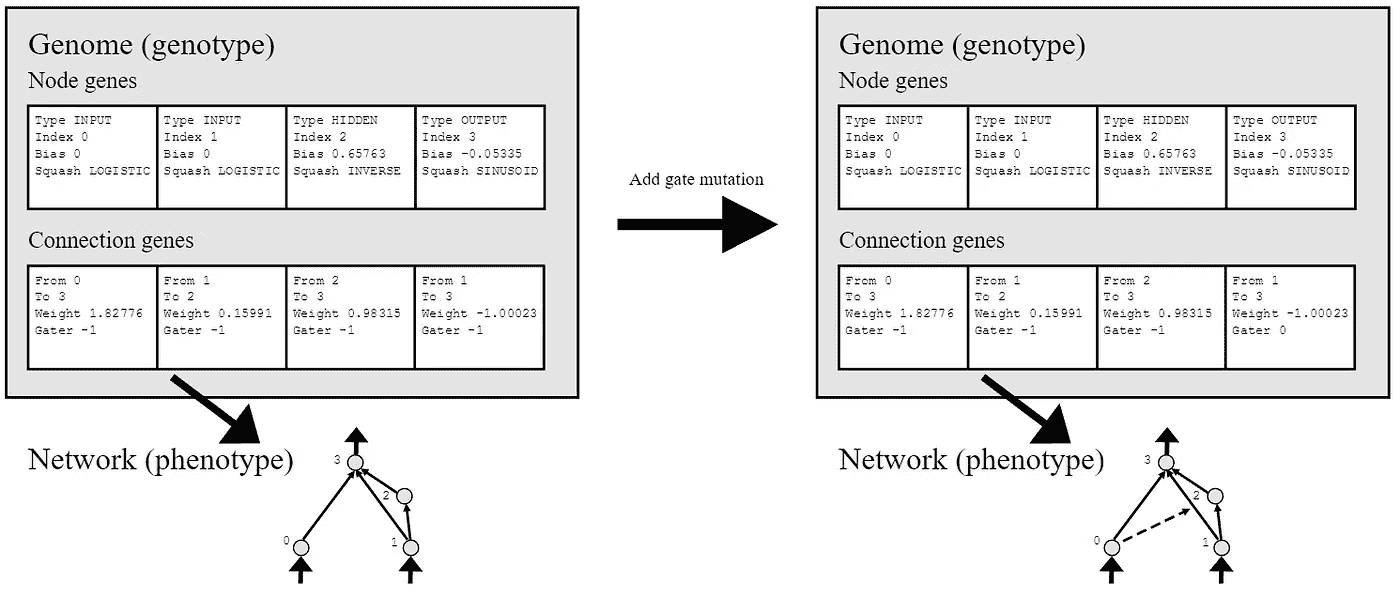 Genome (genotype)
Node genes
Type INPUT
Index 0
Bias 0
Squash LOGISTIC
Type INPUT
Index 1
Bias 0
Squash LOGISTIC
Type HIDDEN
Index 2
Bias 0.65763
Squash INVERSE
Type OUTPUT
Index 3
Bias -0.05335
Squash SINUSOID
Connection genes
From 0
To 3
Weight 1.82776
Gater -1
From 1
To 2
Weight 0.15991
Gater -1
From 2
To 3
Weight 0.98315
Gater -1
From 1
To 3
Weight -1.00023
Gater -1
Network (phenotype)
3
2
0
1
Add gate mutation
Genome (genotype)
Node genes
Type INPUT
Index 0
Bias 0
Squash LOGISTIC
Type INPUT
Index 1
Bias 0
Squash LOGISTIC
Type HIDDEN
Index 2
Bias 0.65763
Squash INVERSE
Type OUTPUT
Index 3
Bias -0.05335
Squash SINUSOID
Connection genes
From 0
To 3
Weight 1.82776
Gater -1
From 1
To 2
Weight 0.15991
Gater -1
From 2
To 3
Weight 0.98315
Gater -1
From 1
To 3
Weight -1.00023
Gater 0
Network (phenotype)
3
2
0
1